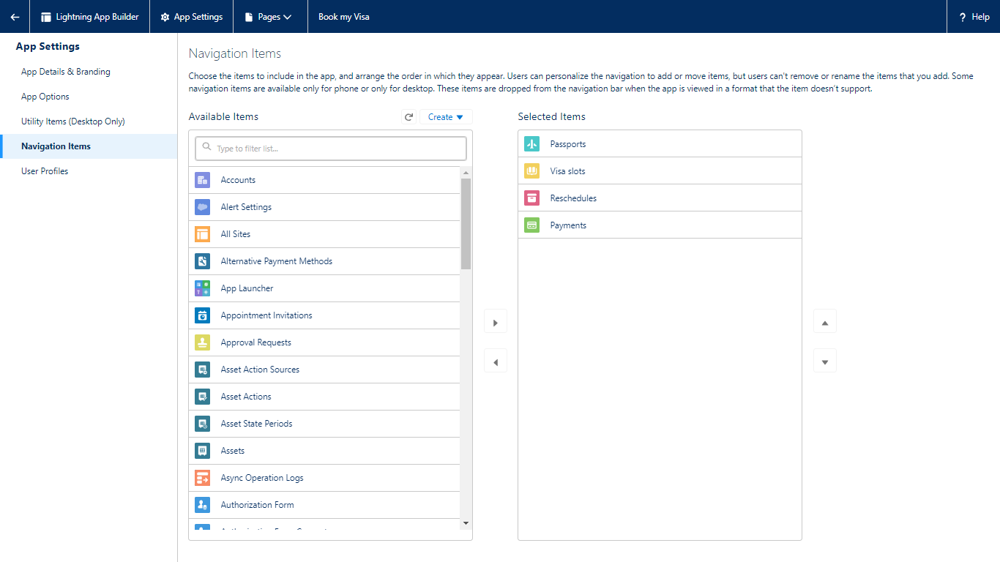 Lightning App Builder
App Settings
Pages
Book my Visa
? Help
App Settings
App Details & Branding
App Options
Utility Items (Desktop Only)
Navigation Items
User Profiles
Navigation Items
Choose the items to include in the app, and arrange the order in which they appear. Users can personalize the navigation to add or move items, but users can't remove or rename the items that you add. Some
navigation items are available only for phone or only for desktop. These items are dropped from the navigation bar when the app is viewed in a format that the item doesn’t support.
Available Items
Create
Type to filter list...
Accounts
Alert Settings
All Sites
Alternative Payment Methods
App Launcher
Appointment Invitations
Approval Requests
Asset Action Sources
Asset Actions
Asset State Periods
Assets
Async Operation Logs
Authorization Form
Selected Items
Passports
Visa slots
Reschedules
Payments